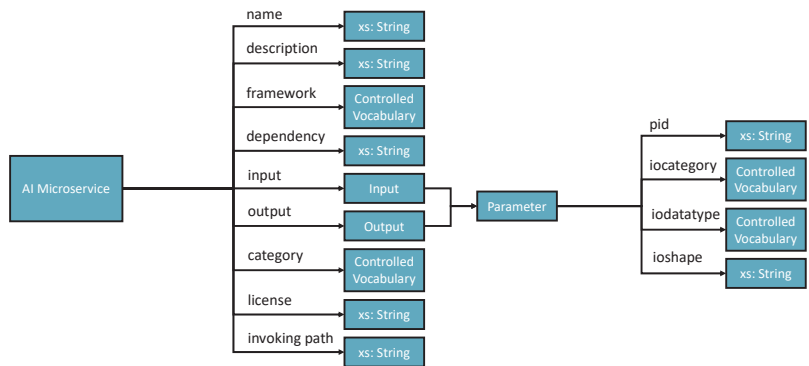 name
xs: String
description
xs: String
framework
Controlled
Vocabulary
dependency
xs: String
AI Microservice
input
Input
output
Output
category
Controlled
Vocabulary
license
xs: String
invoking path
xs: String
Parameter
pid
xs: String
iocategory
Controlled
Vocabulary
iodatatype
Controlled
Vocabulary
ioshape
xs: String